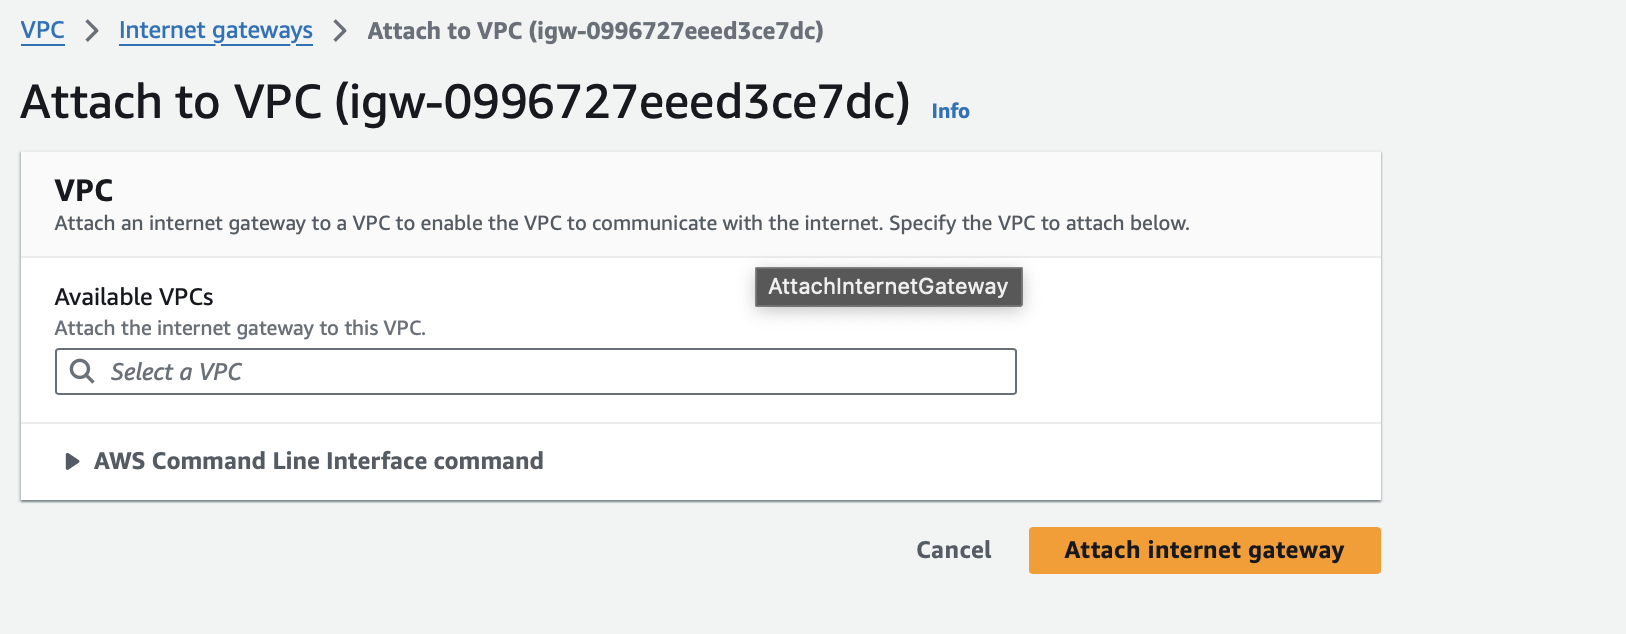 VPC > Internet gateways > Attach to VPC (igw-0996727eeed3ce7dc)
Attach to VPC (igw-0996727eeed3ce7dc) Info
VPC
Attach an internet gateway to a VPC to enable the VPC to communicate with the internet. Specify the VPC to attach below.
AttachInternetGateway
Available VPCs
Attach the internet gateway to this VPC.
Select a VPC
AWS Command Line Interface command
Cancel Attach internet gateway